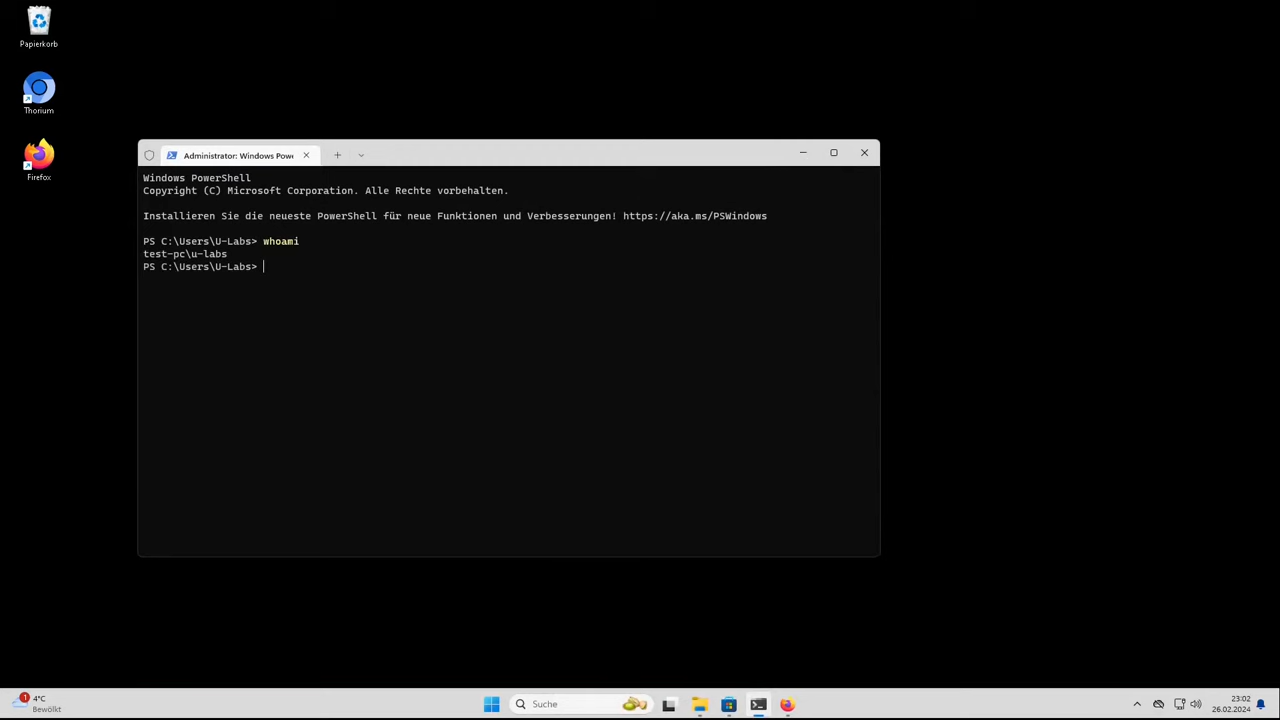 Papierkorb
Thorium
Firefox
Administrator: Windows Powe
Windows PowerShell
Copyright (C) Microsoft Corporation. Alle Rechte vorbehalten.
Installieren Sie die neueste PowerShell für neue Funktionen und Verbesserungen! https://aka.ms/PSWindows
PS C:\Users\U-Labs> whoami
test-pc\u-labs
PS C:\Users\U-Labs>
1
4°C
Bewölkt
Suche
23:02
26.02.2024